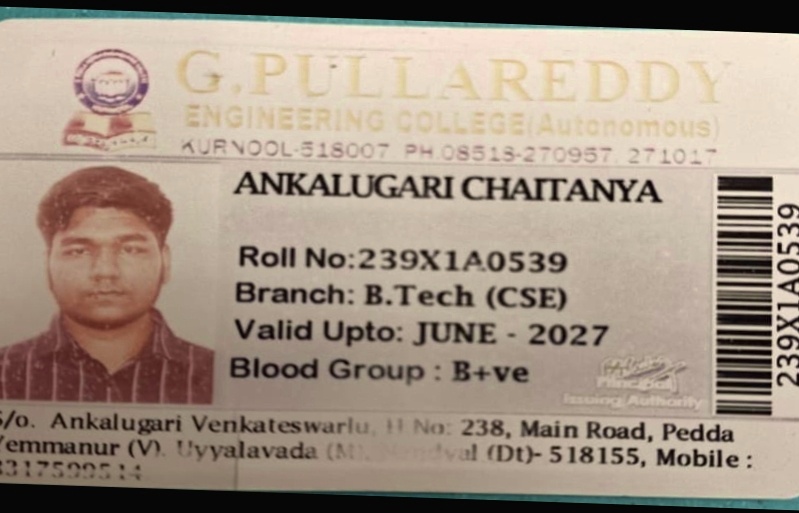 G.PULLAREDDY
ENGINEERING COLLEGE(Autonomous)
KURNOOL-518007 PH.08518-270957, 271017
ANKALUGARI CHAITANYA
Roll No:239X1A0539
Branch: B.Tech (CSE)
Valid Upto: JUNE - 2027
Blood Group : B+ve
Principal
Issuing Authority
239X1A0539
S/o. Ankalugari Venkateswarlu, H No: 238, Main Road, Pedda
Yemmanur (V). Uyyalavada (M), Nandyal (Dt)- 518155, Mobile :